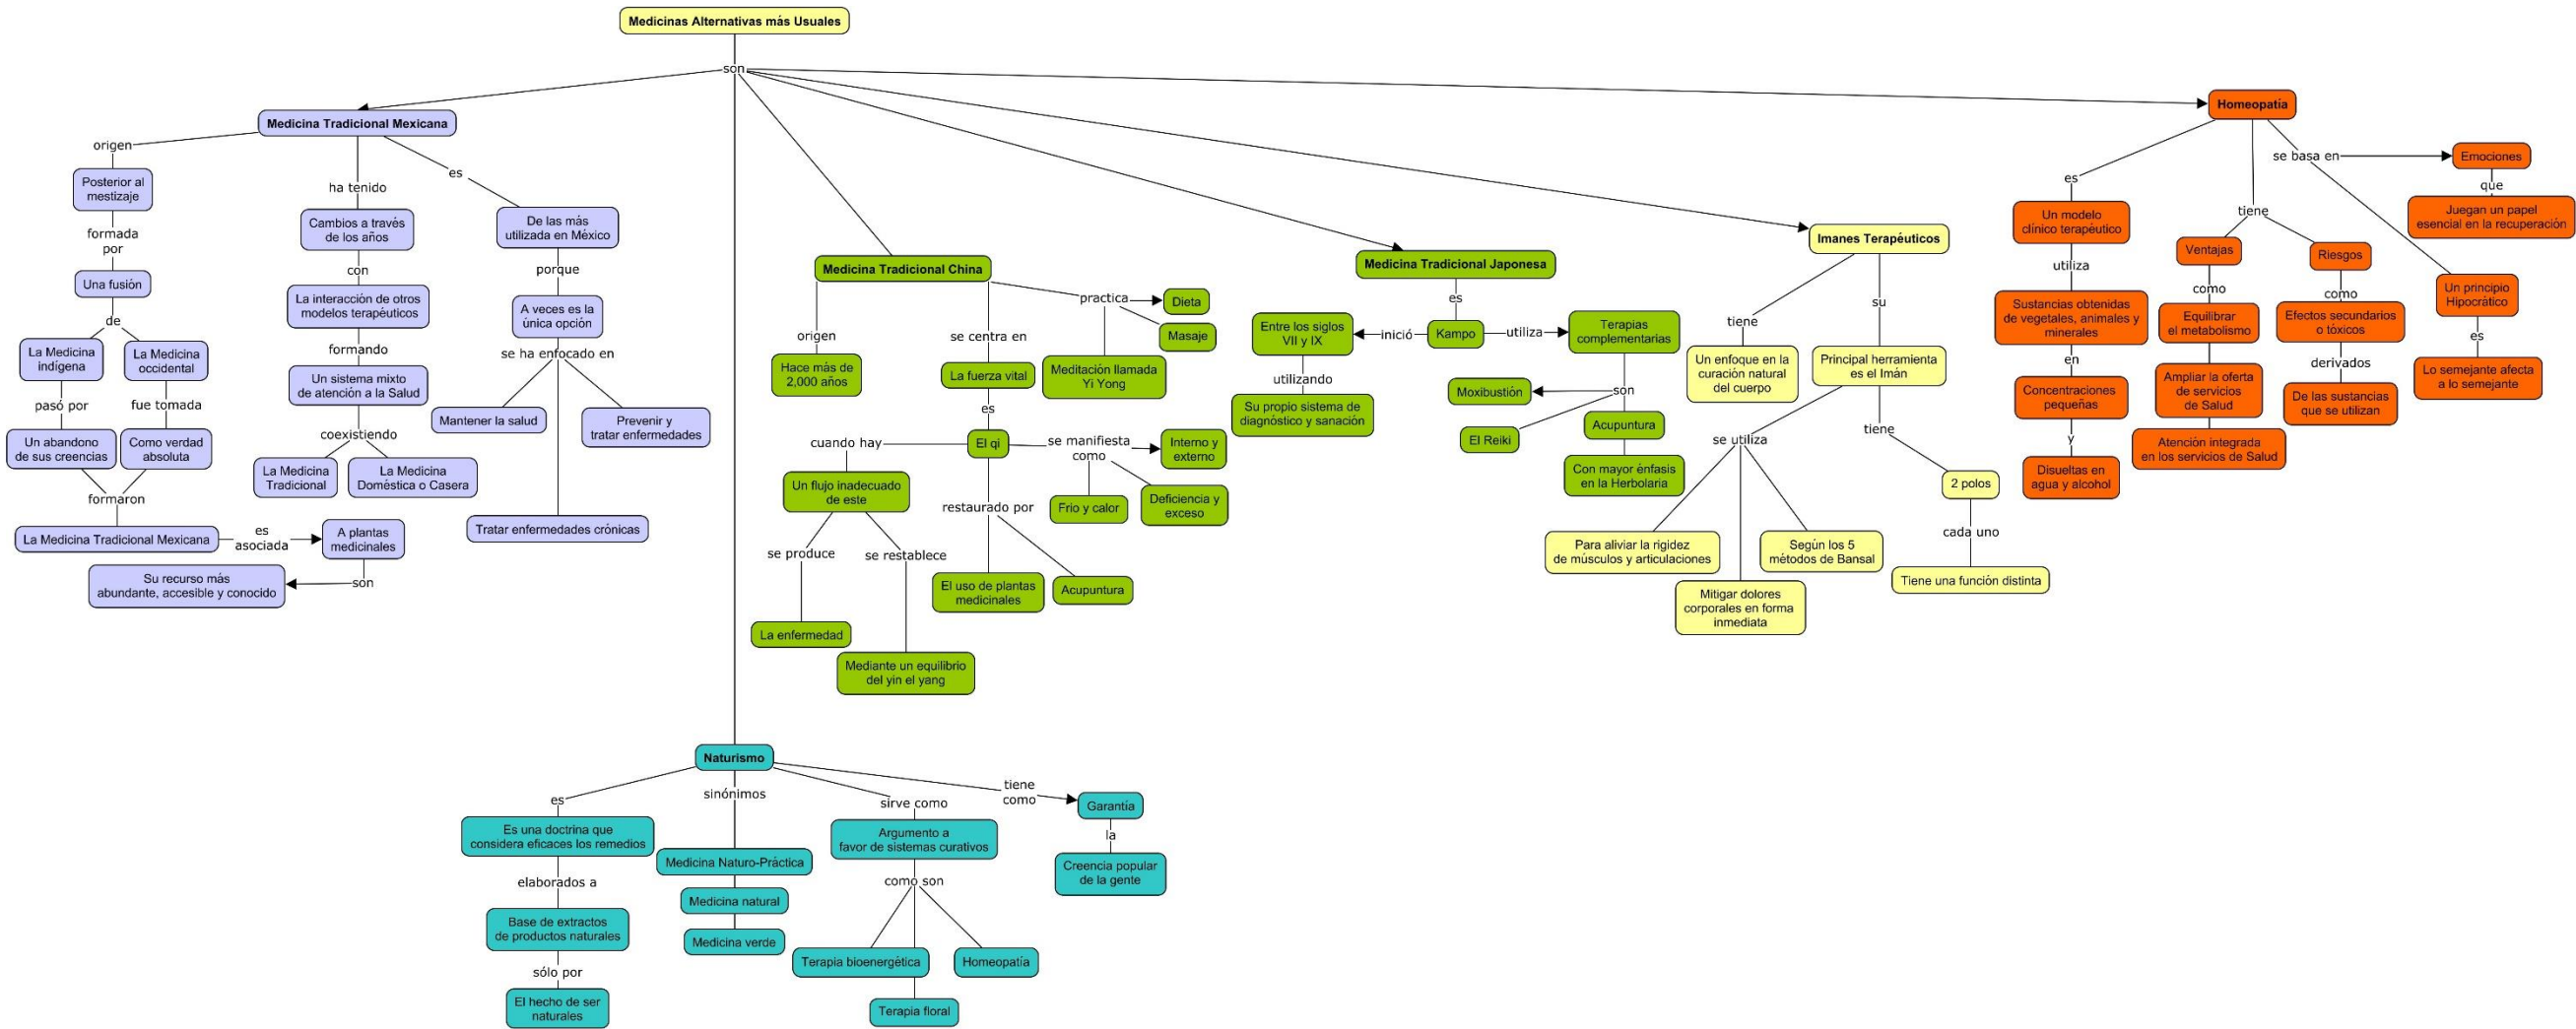 Medicinas Alternativas más Usuales
son
Medicina Tradicional Mexicana
origen
Posterior al
mestizaje
formada
por
Una fusión
de
La Medicina
indígena
La Medicina
occidental
pasó por
fue tomada
Un abandono
de sus creencias
Como verdad
absoluta
formaron
La Medicina Tradicional Mexicana
es
asociada
A plantas
medicinales
son
Su recurso más
abundante, accesible y conocido
ha tenido
Cambios a través
de los años
con
La interacción de otros
modelos terapéuticos
formando
Un sistema mixto
de atención a la Salud
coexistiendo
La Medicina
Tradicional
La Medicina
Doméstica o Casera
es
De las más
utilizada en México
porque
A veces es la
única opción
se ha enfocado en
Mantener la salud
Prevenir y
tratar enfermedades
Tratar enfermedades crónicas
Medicina Tradicional China
origen
Hace más de
2,000 años
se centra en
La fuerza vital
es
El qi
practica
Dieta
Masaje
Meditación llamada
Yi Yong
cuando hay
Un flujo inadecuado
de este
se produce
La enfermedad
se restablece
Mediante un equilibrio
del yin el yang
restaurado por
El uso de plantas
medicinales
Acupuntura
se manifiesta
como
Interno y
externo
Frio y calor
Deficiencia y
exceso
Medicina Tradicional Japonesa
es
Kampo
inició
Entre los siglos
VII y IX
utilizando
Su propio sistema de
diagnóstico y sanación
utiliza
Terapias
complementarias
son
Moxibustión
El Reiki
Acupuntura
Con mayor énfasis
en la Herbolaria
Imanes Terapéuticos
tiene
Un enfoque en la
curación natural
del cuerpo
su
Principal herramienta
es el Imán
se utiliza
Para aliviar la rigidez
de músculos y articulaciones
Mitigar dolores
corporales en forma
inmediata
Según los 5
métodos de Bansal
tiene
2 polos
cada uno
Tiene una función distinta
Homeopatía
es
Un modelo
clínico terapéutico
utiliza
Sustancias obtenidas
de vegetales, animales y
minerales
en
Concentraciones
pequeñas
y
Disueltas en
agua y alcohol
tiene
Ventajas
como
Equilibrar
el metabolismo
Ampliar la oferta
de servicios
de Salud
Atención integrada
en los servicios de Salud
Riesgos
como
Efectos secundarios
o tóxicos
derivados
De las sustancias
que se utilizan
se basa en
Emociones
que
Juegan un papel
esencial en la recuperación
Un principio
Hipocrático
es
Lo semejante afecta
a lo semejante
Naturismo
es
Es una doctrina que
considera eficaces los remedios
elaborados a
Base de extractos
de productos naturales
sólo por
El hecho de ser
naturales
sinónimos
Medicina Naturo-Práctica
Medicina natural
Medicina verde
sirve como
Argumento a
favor de sistemas curativos
como son
Terapia bioenergética
Homeopatía
Terapia floral
tiene
como
Garantía
la
Creencia popular
de la gente